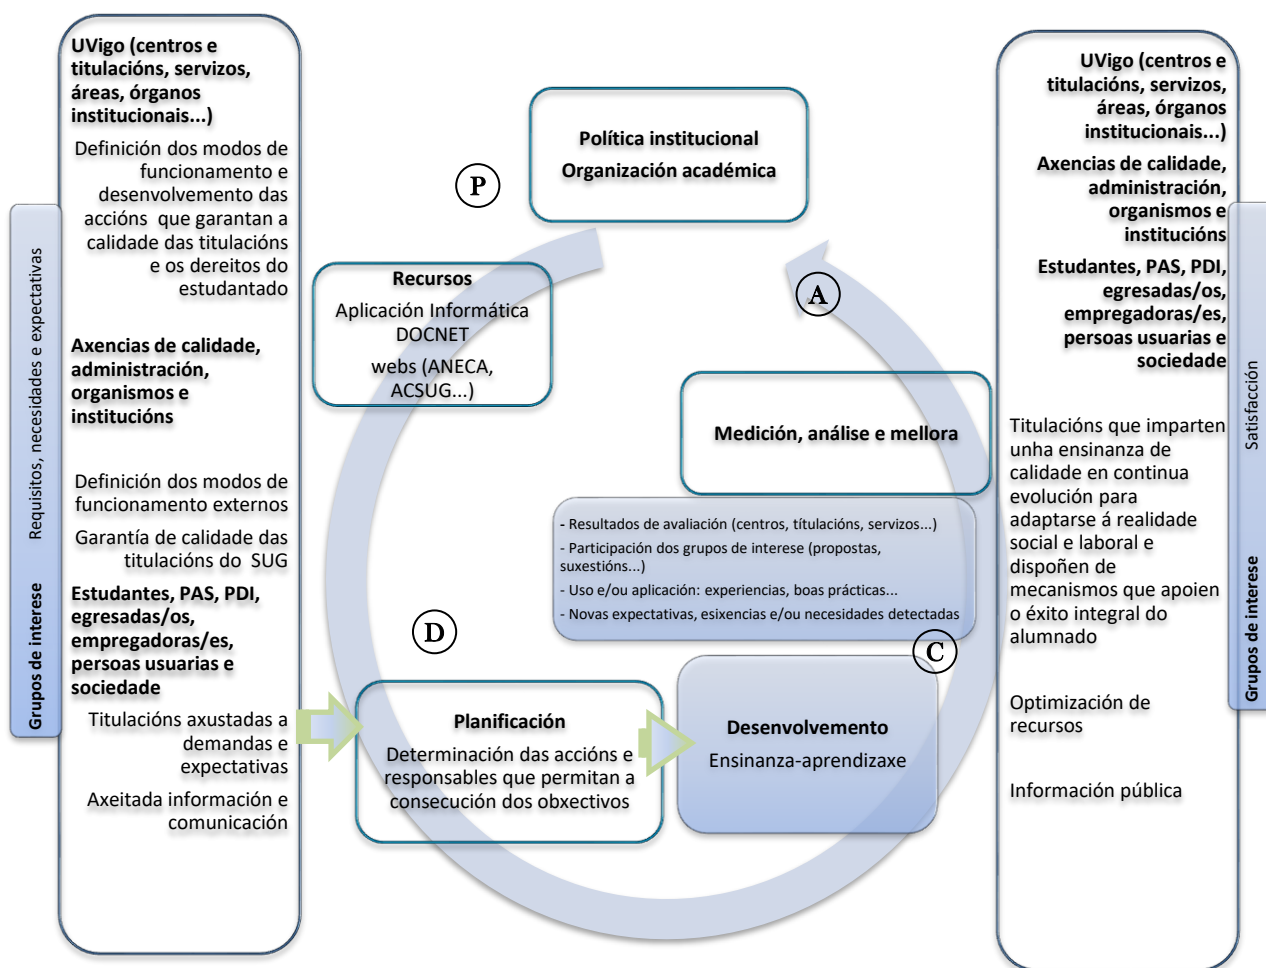 Grupos de interese Requisitos, necesidades e expectativas
UVigo (centros e
titulacións, servizos,
áreas, órganos
institucionais...)
Definición dos modos de
funcionamento e
desenvolvemento das
accións que garantan a
calidade das titulacións
e os dereitos do
estudantado
Axencias de calidade,
administración,
organismos e
institucións
Definición dos modos de
funcionamento externos
Garantía de calidade das
titulacións do SUG
Estudantes, PAS, PDI,
egresadas/os,
empregadoras/es,
persoas usuarias e
sociedade
Titulacións axustadas a
demandas e
expectativas
Axeitada información e
comunicación
P
Política institucional
Organización académica
Recursos
Aplicación Informática
DOCNET
webs (ANECA,
ACSUG...)
A
Medición, análise e mellora
- Resultados de avaliación (centros, títulacións, servizos...)
- Participación dos grupos de interese (propostas,
suxestións...)
- Uso e/ou aplicación: experiencias, boas prácticas...
- Novas expectativas, esixencias e/ou necesidades detectadas
D
C
Planificación
Determinación das accións e
responsables que permitan a
consecución dos obxectivos
Desenvolvemento
Ensinanza-aprendizaxe
UVigo (centros e
titulacións, servizos,
áreas, órganos
institucionais...)
Axencias de calidade,
administración,
organismos e
institucións
Estudantes, PAS, PDI,
egresadas/os,
empregadoras/es,
persoas usuarias e
sociedade
Titulacións que imparten
unha ensinanza de
calidade en continua
evolución para
adaptarse á realidade
social e laboral e
dispoñen de
mecanismos que apoien
o éxito integral do
alumnado
Optimización de
recursos
Información pública
Grupos de interese Satisfacción